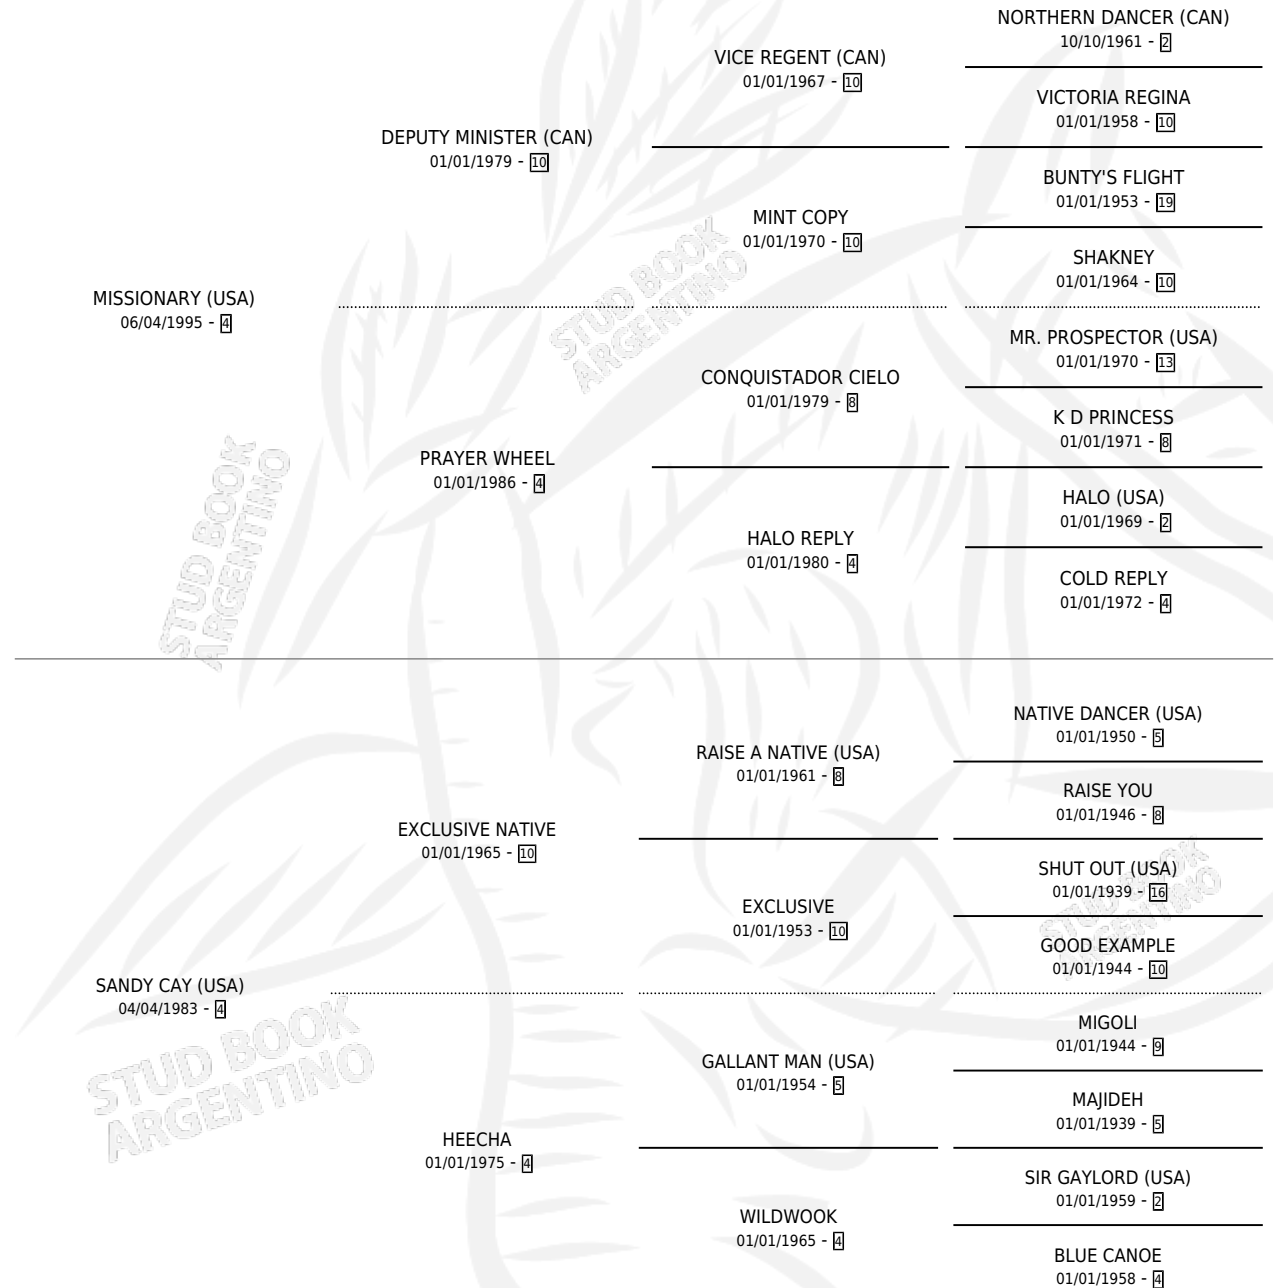 NORTHERN DANCER (CAN)
10/10/1961 - 2
VICE REGENT (CAN)
01/01/1967 - 10
VICTORIA REGINA
01/01/1958 - 10
DEPUTY MINISTER (CAN)
01/01/1979 - 10
BUNTY'S FLIGHT
01/01/1953 - 19
MINT COPY
01/01/1970 - 10
SHAKNEY
01/01/1964 - 10
MISSIONARY (USA)
06/04/1995 - 4
MR. PROSPECTOR (USA)
01/01/1970 - 13
CONQUISTADOR CIELO
01/01/1979 - 8
K D PRINCESS
01/01/1971 - 8
PRAYER WHEEL
01/01/1986 - 4
HALO (USA)
01/01/1969 - 2
HALO REPLY
01/01/1980 - 4
COLD REPLY
01/01/1972 - 4
NATIVE DANCER (USA)
01/01/1950 - 5
RAISE A NATIVE (USA)
01/01/1961 - 8
RAISE YOU
01/01/1946 - 8
EXCLUSIVE NATIVE
01/01/1965 - 10
SHUT OUT (USA)
01/01/1939 - 16
EXCLUSIVE
01/01/1953 - 10
GOOD EXAMPLE
01/01/1944 - 10
SANDY CAY (USA)
04/04/1983 - 4
MIGOLI
01/01/1944 - 9
GALLANT MAN (USA)
01/01/1954 - 5
MAJIDEH
01/01/1939 - 5
HEECHA
01/01/1975 - 4
SIR GAYLORD (USA)
01/01/1959 - 2
WILDWOOK
01/01/1965 - 4
BLUE CANOE
01/01/1958 - 4
STUD BOOK
ARGENTINO
STUD BOOK
ARGENTINO
STUD BOOK
ARGENTINO
STUD BOOK
ARGENTINO